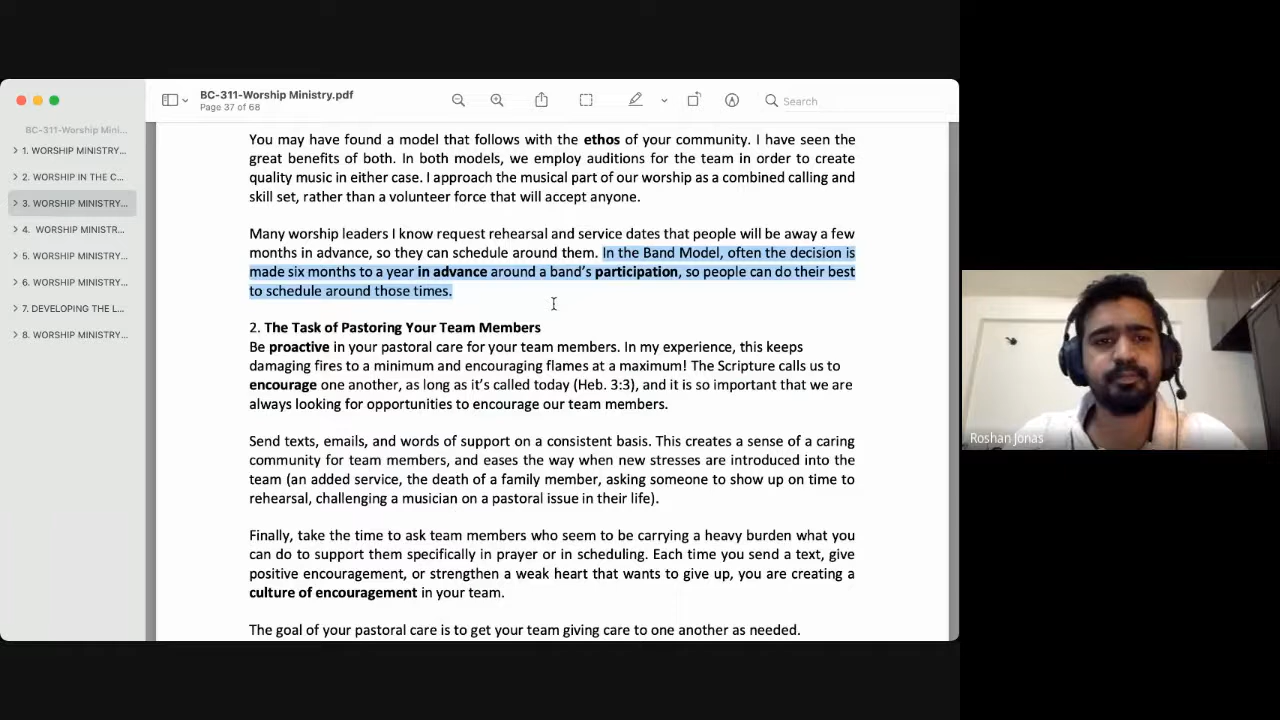 BC-311-Worship Ministry.pdf
Page 37 of 68
Search
BC-311-Worship Mini...
1. WORSHIP MINISTRY...
2. WORSHIP IN THE C...
3. WORSHIP MINISTRY...
4. WORSHIP MINISTR...
5. WORSHIP MINISTRY...
6. WORSHIP MINISTRY...
7. DEVELOPING THE L...
8. WORSHIP MINISTRY...
You may have found a model that follows with the ethos of your community. I have seen the
great benefits of both. In both models, we employ auditions for the team in order to create
quality music in either case. I approach the musical part of our worship as a combined calling and
skill set, rather than a volunteer force that will accept anyone.
Many worship leaders I know request rehearsal and service dates that people will be away a few
months in advance, so they can schedule around them. In the Band Model, often the decision is
made six months to a year in advance around a band’s participation, so people can do their best
to schedule around those times.
2. The Task of Pastoring Your Team Members
Be proactive in your pastoral care for your team members. In my experience, this keeps
damaging fires to a minimum and encouraging flames at a maximum! The Scripture calls us to
encourage one another, as long as it’s called today (Heb. 3:3), and it is so important that we are
always looking for opportunities to encourage our team members.
Send texts, emails, and words of support on a consistent basis. This creates a sense of a caring
community for team members, and eases the way when new stresses are introduced into the
team (an added service, the death of a family member, asking someone to show up on time to
rehearsal, challenging a musician on a pastoral issue in their life).
Finally, take the time to ask team members who seem to be carrying a heavy burden what you
can do to support them specifically in prayer or in scheduling. Each time you send a text, give
positive encouragement, or strengthen a weak heart that wants to give up, you are creating a
culture of encouragement in your team.
The goal of your pastoral care is to get your team giving care to one another as needed.
Roshan Jonas